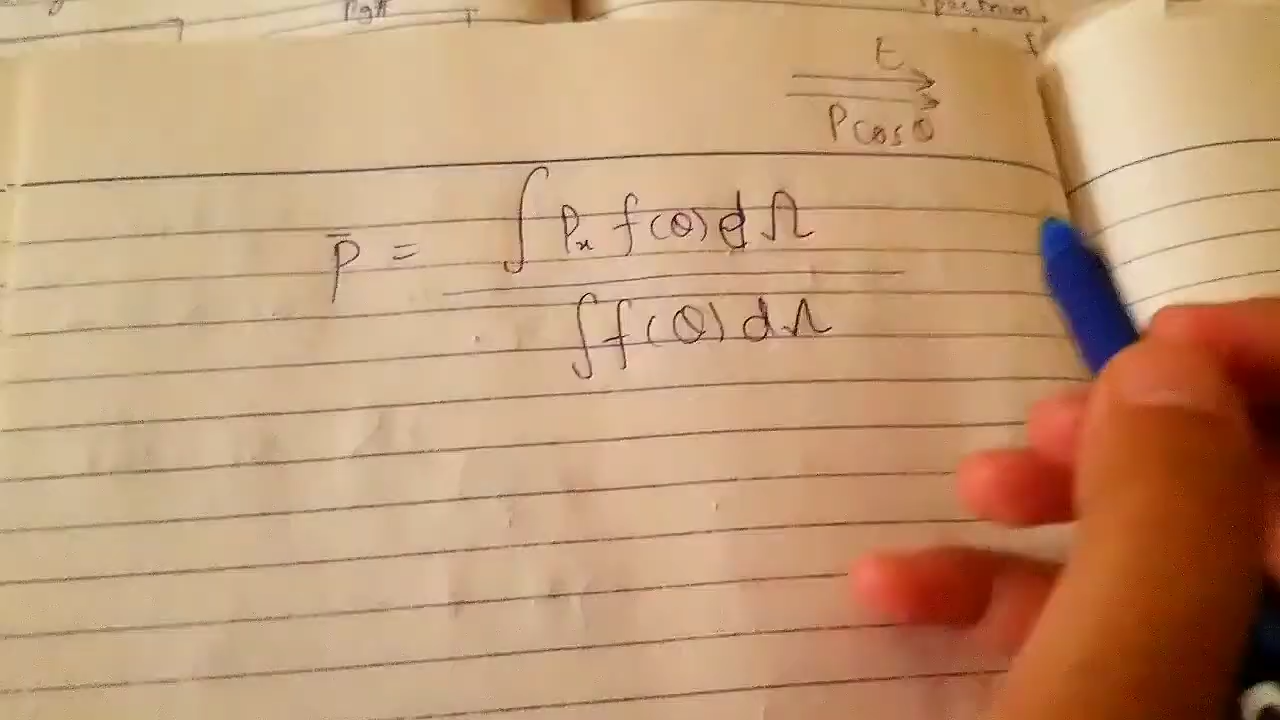 E
P cos θ
P̄ = ∫ Pₓ f(θ) dΩ
∫ f(θ) dΩ